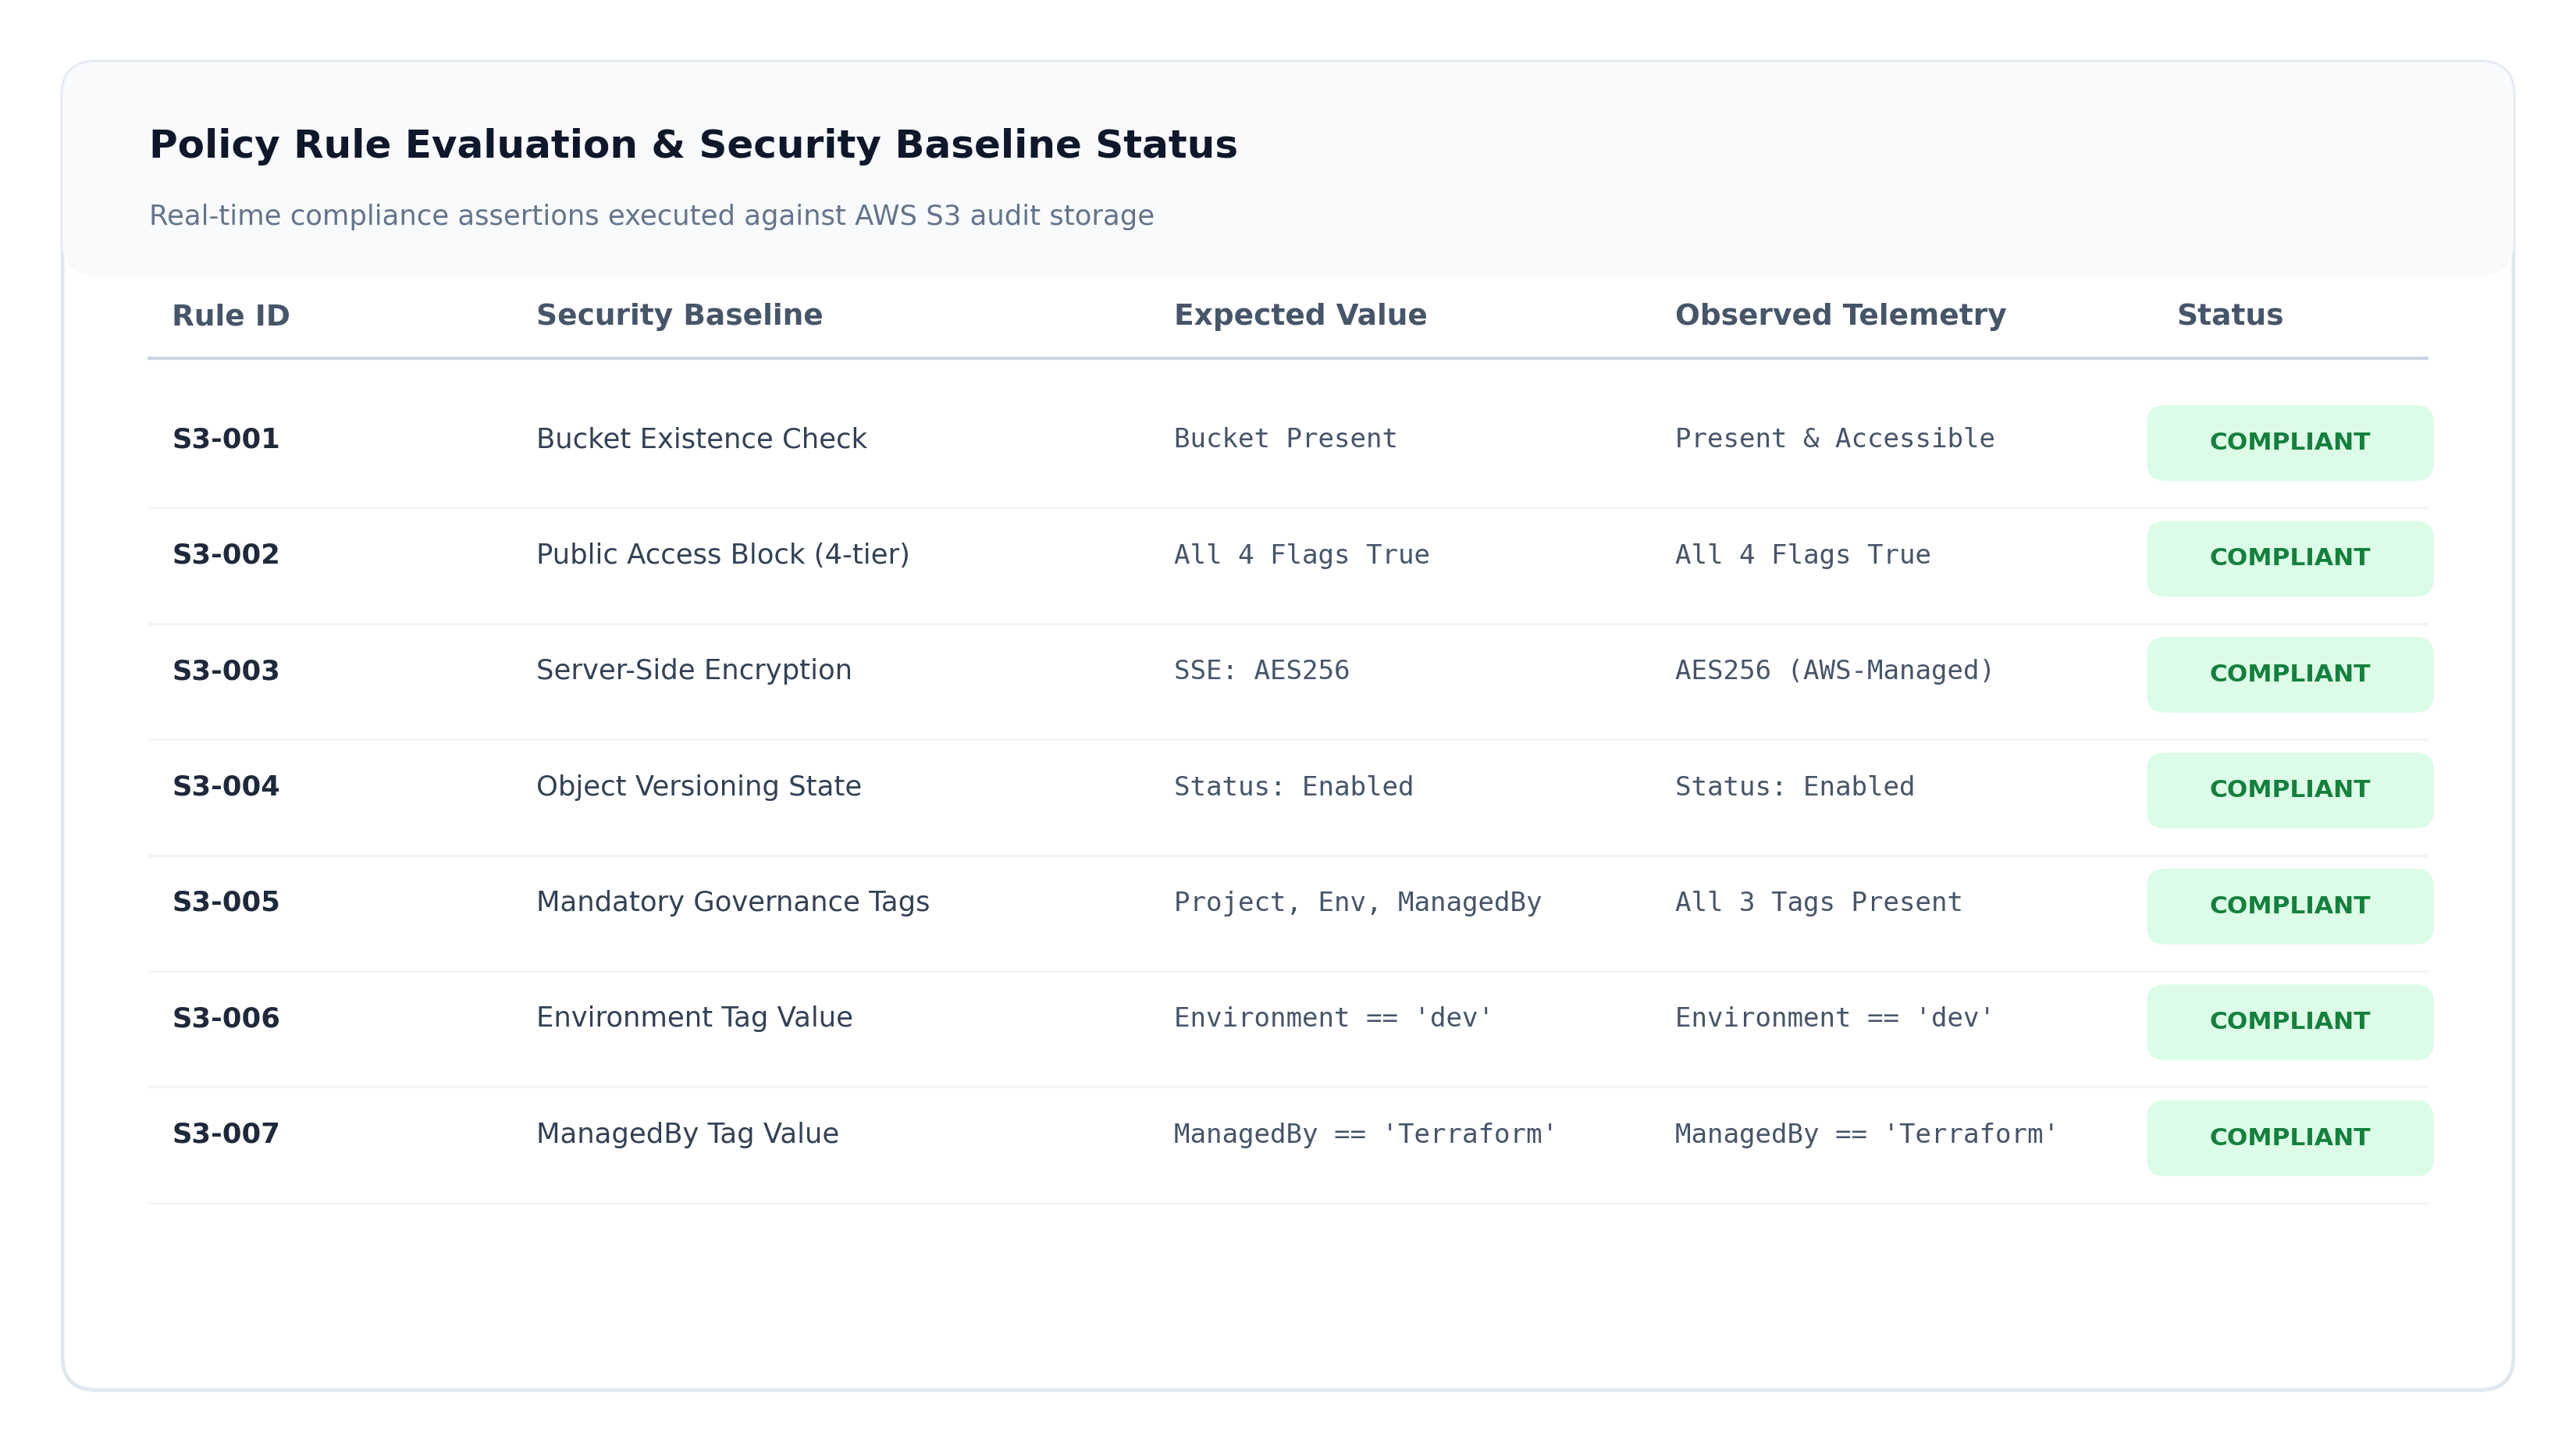 Policy Rule Evaluation & Security Baseline Status
Real-time compliance assertions executed against AWS S3 audit storage
Rule ID Security Baseline Expected Value Observed Telemetry Status
S3-001 Bucket Existence Check Bucket Present Present & Accessible COMPLIANT
S3-002 Public Access Block (4-tier) All 4 Flags True All 4 Flags True COMPLIANT
S3-003 Server-Side Encryption SSE: AES256 AES256 (AWS-Managed) COMPLIANT
S3-004 Object Versioning State Status: Enabled Status: Enabled COMPLIANT
S3-005 Mandatory Governance Tags Project, Env, ManagedBy All 3 Tags Present COMPLIANT
S3-006 Environment Tag Value Environment == 'dev' Environment == 'dev' COMPLIANT
S3-007 ManagedBy Tag Value ManagedBy == 'Terraform' ManagedBy == 'Terraform' COMPLIANT